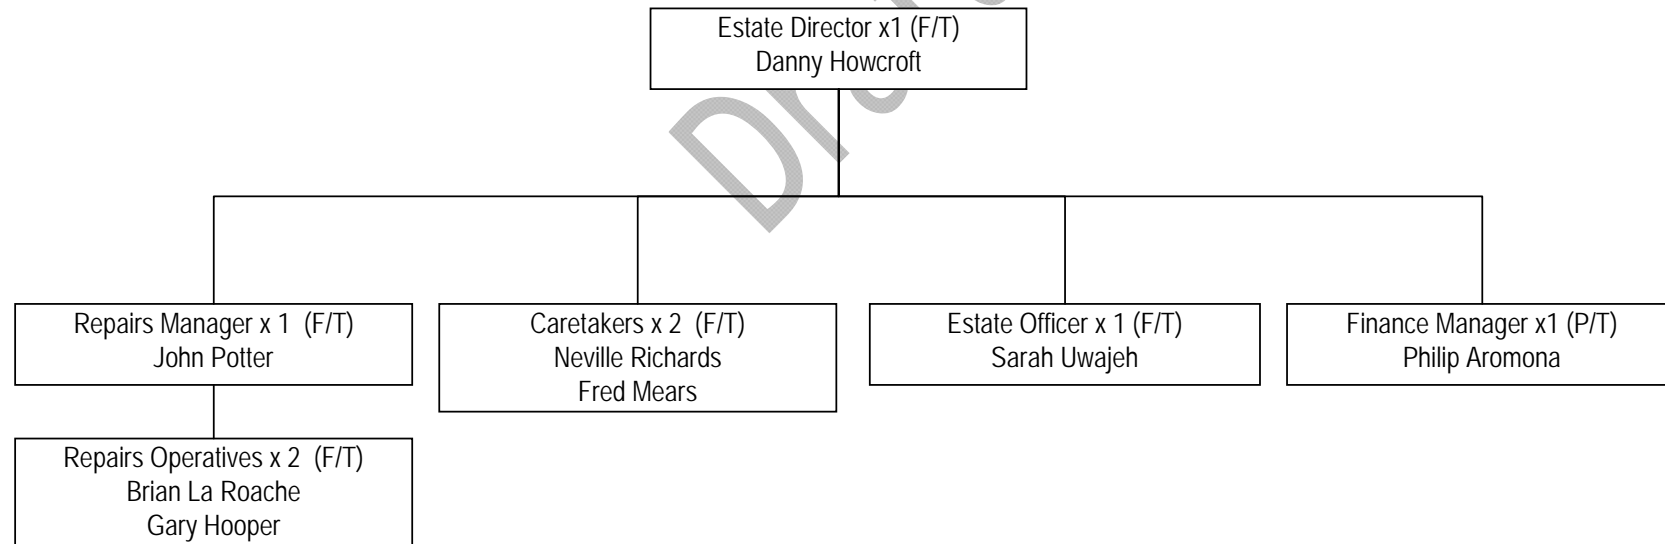 Estate Director x1 (F/T)
Danny Howcroft
Repairs Manager x 1 (F/T)
John Potter
Caretakers x 2 (F/T)
Neville Richards
Fred Mears
Estate Officer x 1 (F/T)
Sarah Uwajeh
Finance Manager x1 (P/T)
Philip Aromona
Repairs Operatives x 2 (F/T)
Brian La Roache
Gary Hooper